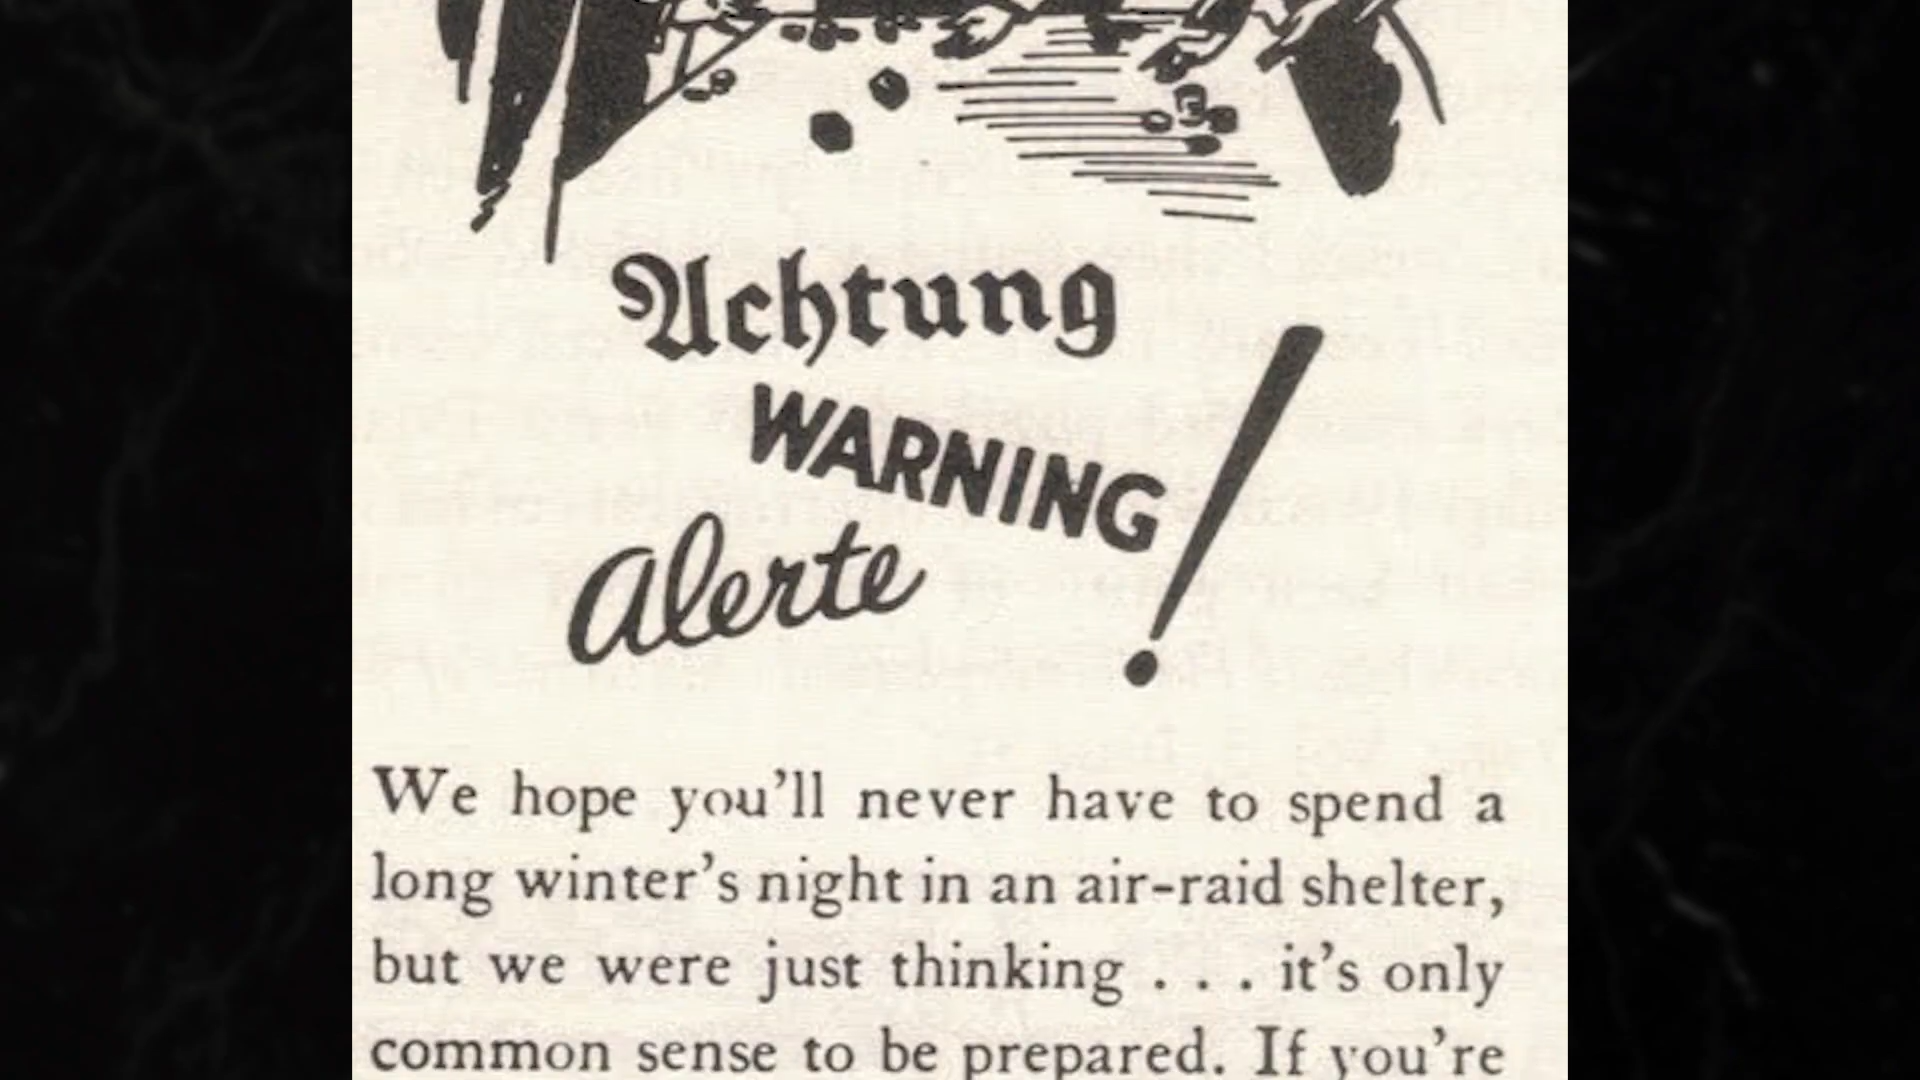 Achtung
WARNING!
Alerte
We hope you'll never have to spend a
long winter's night in an air-raid shelter,
but we were just thinking . . . it's only
common sense to be prepared. If you're